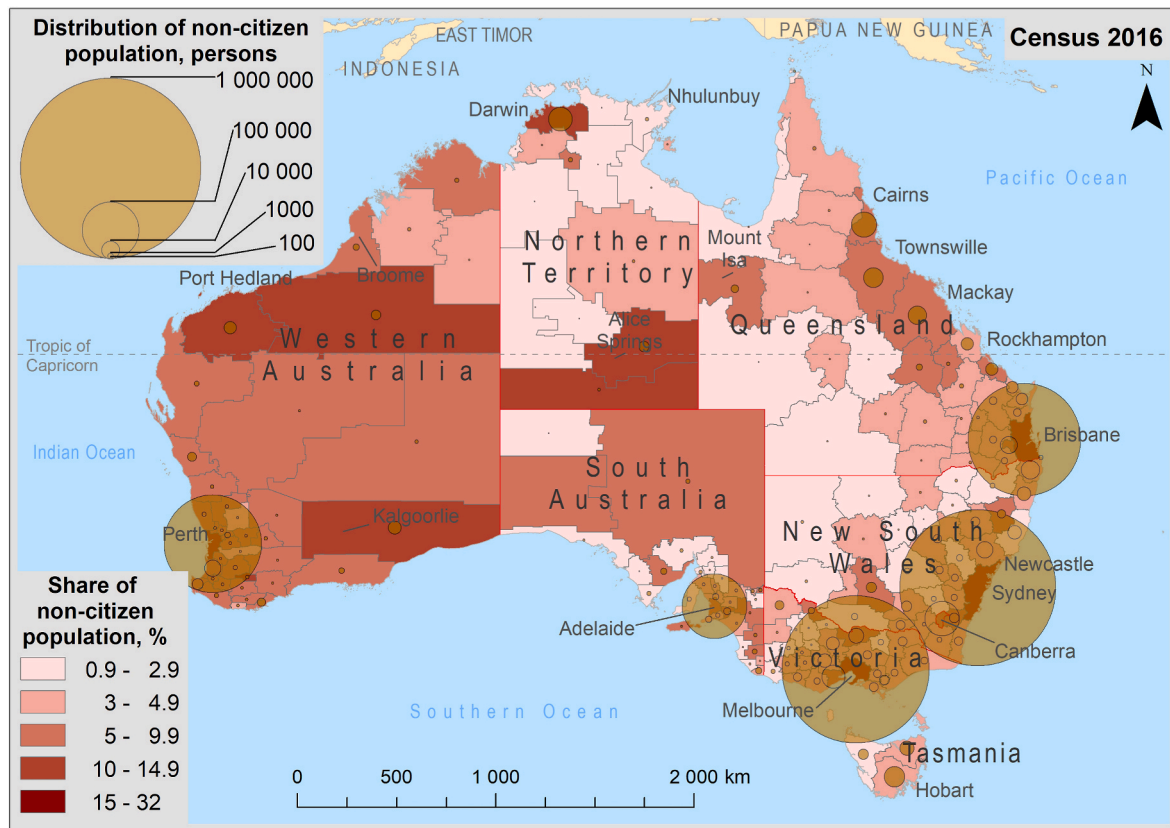 Distribution of non-citizen
population, persons
1 000 000
100 000
10 000
1000
100
EAST TIMOR
PAPUA NEW GUINEA
Census 2016
INDONESIA
N
Darwin
Nhulunbuy
Pacific Ocean
Cairns
Northern
Territory
Mount
Isa
Townswille
Port Hedland
Broome
Mackay
Alice
Springs
Queensland
Western
Australia
Rockhampton
Tropic of
Capricorn
Indian Ocean
Brisbane
South
Australia
Kalgoorlie
Perth
New South
Wales
Newcastle
Sydney
Adelaide
Victoria
Canberra
Melbourne
Southern Ocean
Tasmania
Hobart
Share of
non-citizen
population, %
0.9 - 2.9
3 - 4.9
5 - 9.9
10 - 14.9
15 - 32
0 500 1 000 2 000 km